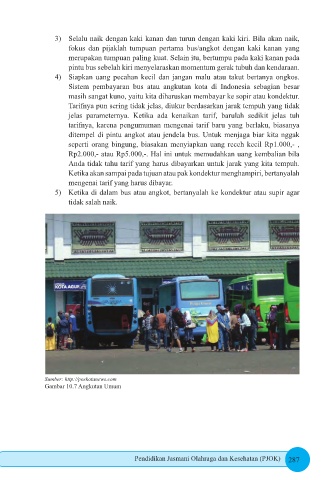 3) Selalu naik dengan kaki kanan dan turun dengan kaki kiri. Bila akan naik,
fokus dan pijaklah tumpuan pertama bus/angkot dengan kaki kanan yang
merupakan tumpuan paling kuat. Selain itu, bertumpu pada kaki kanan pada
pintu bus sebelah kiri menyelaraskan momentum gerak tubuh dan kendaraan.
4) Siapkan uang pecahan kecil dan jangan malu atau takut bertanya ongkos.
Sistem pembayaran bus atau angkutan kota di Indonesia sebagian besar
masih sangat kuno, yaitu kita diharuskan membayar ke sopir atau kondektur.
Tarifnya pun sering tidak jelas, diukur berdasarkan jarak tempuh yang tidak
jelas parameternya. Ketika ada kenaikan tarif, barulah sedikit jelas tuh
tarifnya, karena pengumuman mengenai tarif baru yang berlaku, biasanya
ditempel di pintu angkot atau jendela bus. Untuk menjaga biar kita nggak
seperti orang bingung, biasakan menyiapkan uang receh kecil Rp1.000,- ,
Rp2.000,- atau Rp5.000,-. Hal ini untuk memudahkan uang kembalian bila
Anda tidak tahu tarif yang harus dibayarkan untuk jarak yang kita tempuh.
Ketika akan sampai pada tujuan atau pak kondektur menghampiri, bertanyalah
mengenai tarif yang harus dibayar.
5) Ketika di dalam bus atau angkot, bertanyalah ke kondektur atau supir agar
tidak salah naik.
KOTA AGUNG
Sumber: http://poskotanews.com
Gambar 10.7 Angkutan Umum
Pendidikan Jasmani Olahraga dan Kesehatan (PJOK) 287